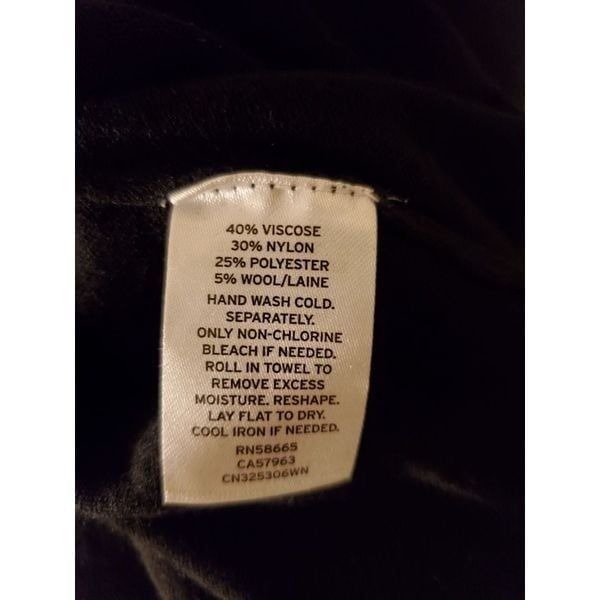 40% VISCOSE
30% NYLON
25% POLYESTER
5% WOOL/LAINE
HAND WASH COLD.
SEPARATELY.
ONLY NON-CHLORINE
BLEACH IF NEEDED.
ROLL IN TOWEL TO
REMOVE EXCESS
MOISTURE. RESHAPE.
LAY FLAT TO DRY.
COOL IRON IF NEEDED.
RN58665
CA57963
CN325306WN